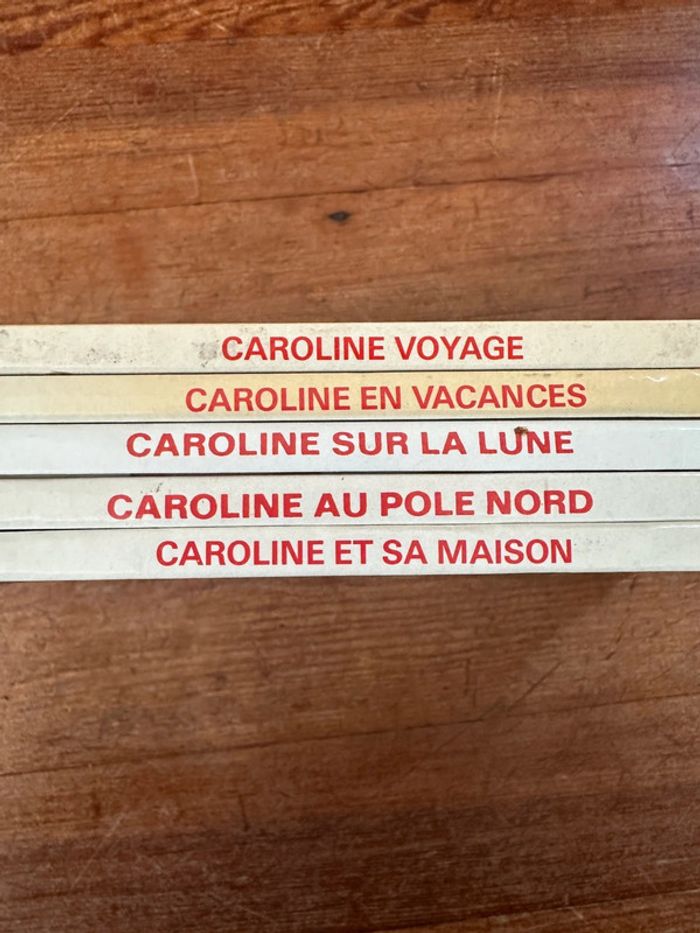 CAROLINE VOYAGE
CAROLINE EN VACANCES
CAROLINE SUR LA LUNE
CAROLINE AU POLE NORD
CAROLINE ET SA MAISON